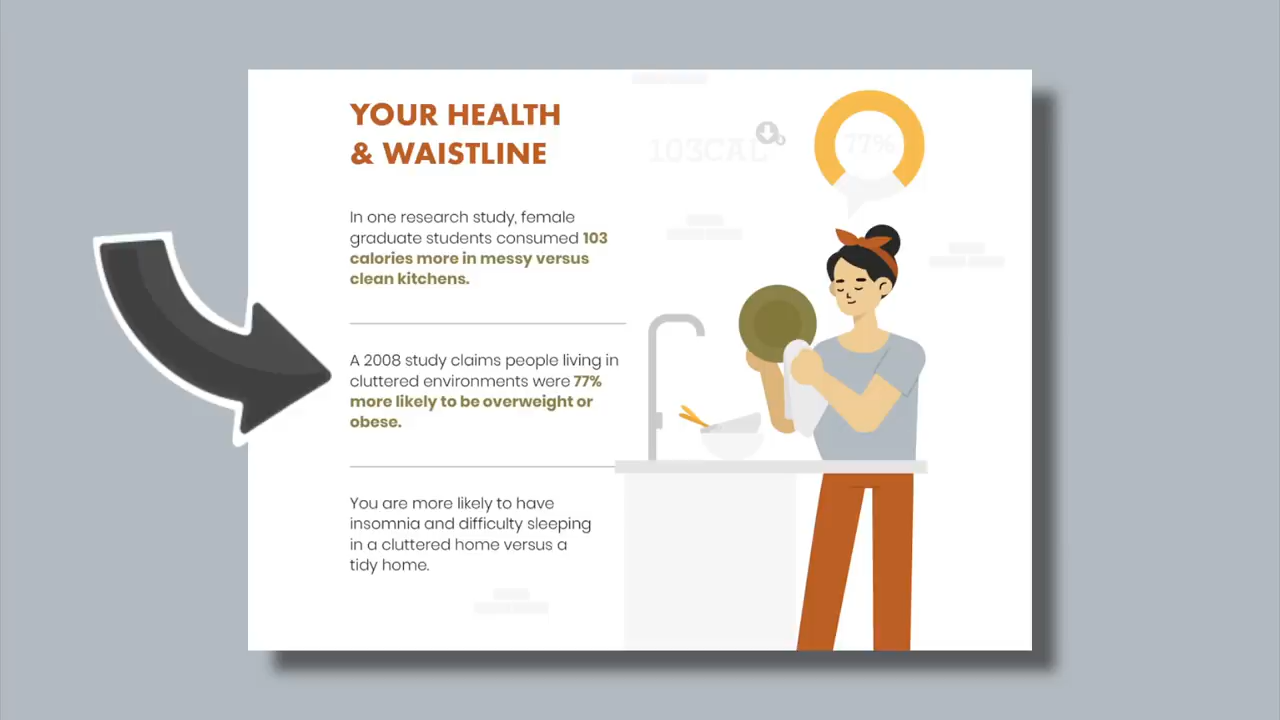 YOUR HEALTH
& WAISTLINE
103CAL
77%
In one research study, female
graduate students consumed 103
calories more in messy versus
clean kitchens.
A 2008 study claims people living in
cluttered environments were 77%
more likely to be overweight or
obese.
You are more likely to have
insomnia and difficulty sleeping
in a cluttered home versus a
tidy home.